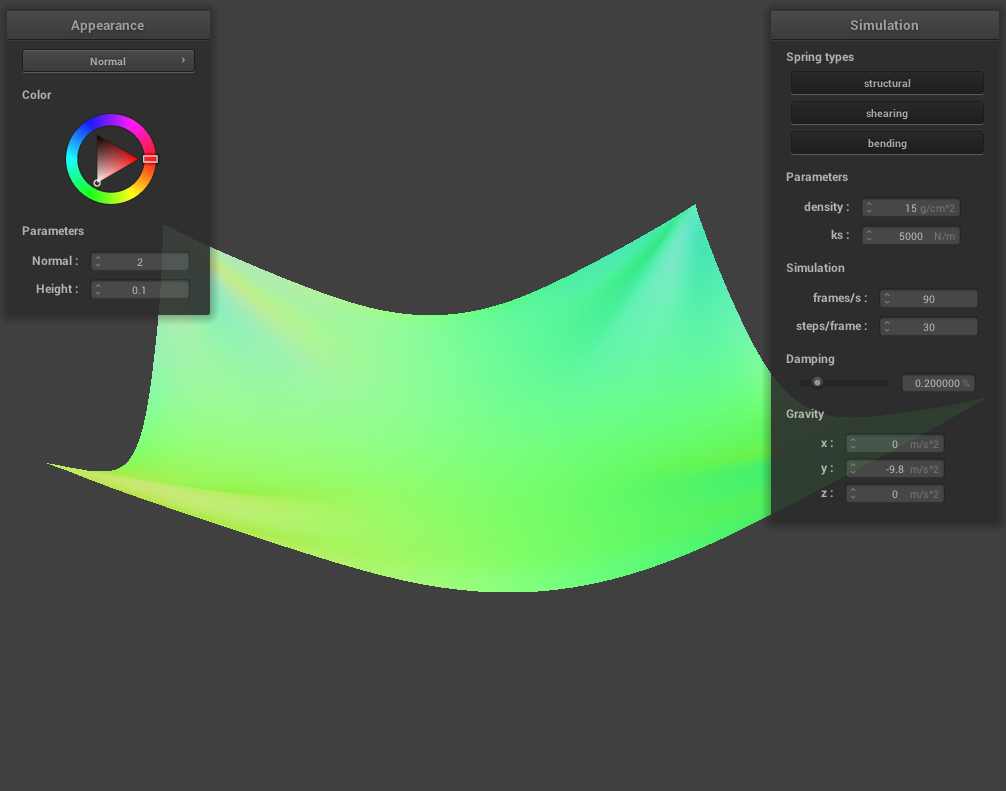 Appearance
Normal ›
Color
Parameters
Normal : 2
Height : 0.1
Simulation
Spring types
structural
shearing
bending
Parameters
density : 15 g/cm^2
ks : 5000 N/m
Simulation
frames/s : 90
steps/frame : 30
Damping
0.200000 %
Gravity
x : 0 m/s^2
y : -9.8 m/s^2
z : 0 m/s^2